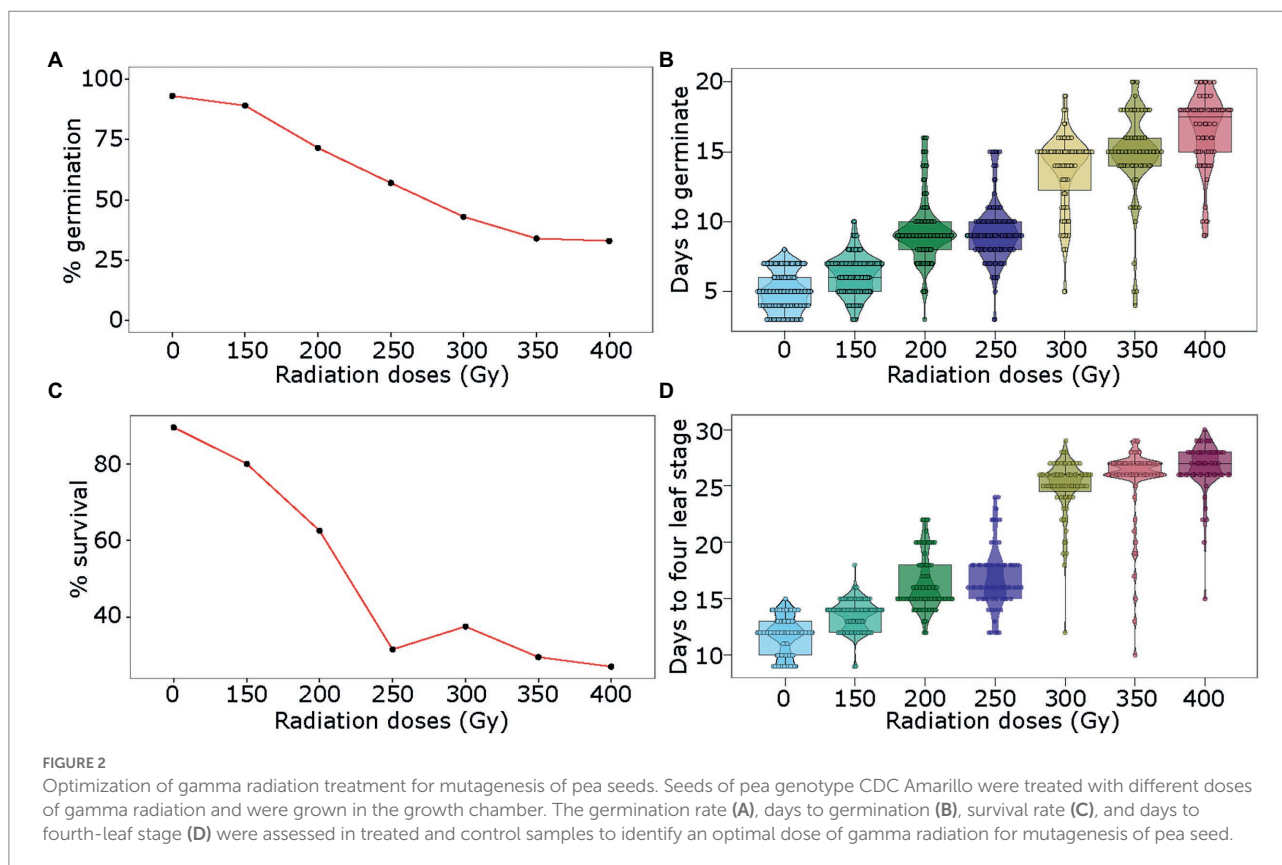 A
% germination
100
75
50
25
0
0 150 200 250 300 350 400
Radiation doses (Gy)
B
Days to germinate
20
15
10
5
0 150 200 250 300 350 400
Radiation doses (Gy)
C
% survival
80
60
40
0 150 200 250 300 350 400
Radiation doses (Gy)
D
Days to four leaf stage
30
25
20
15
10
0 150 200 250 300 350 400
Radiation doses (Gy)
FIGURE 2
Optimization of gamma radiation treatment for mutagenesis of pea seeds. Seeds of pea genotype CDC Amarillo were treated with different doses
of gamma radiation and were grown in the growth chamber. The germination rate (A), days to germination (B), survival rate (C), and days to
fourth-leaf stage (D) were assessed in treated and control samples to identify an optimal dose of gamma radiation for mutagenesis of pea seed.